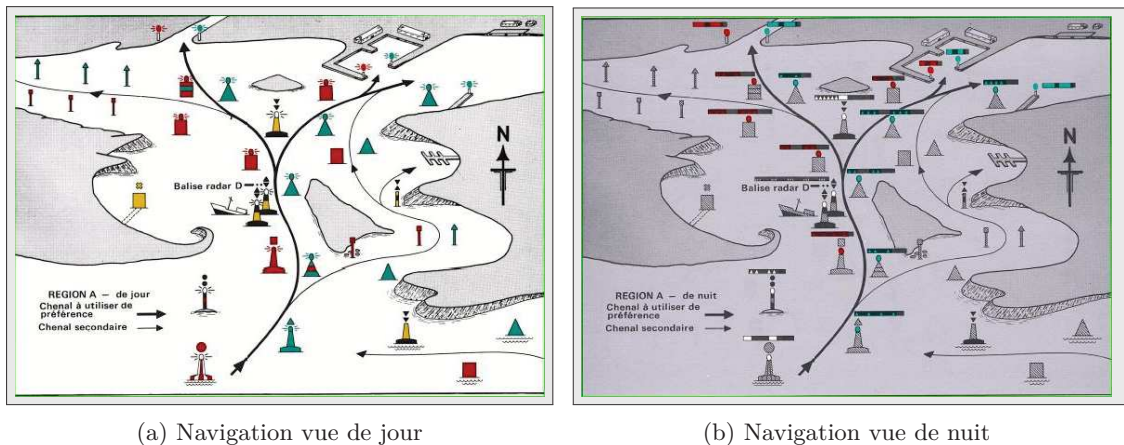 N
Balise radar D
REGION A – de jour
Chenal à utiliser de
préférence
Chenal secondaire
(a) Navigation vue de jour
N
Balise radar D
REGION A – de nuit
Chenal à utiliser de
préférence
Chenal secondaire
(b) Navigation vue de nuit